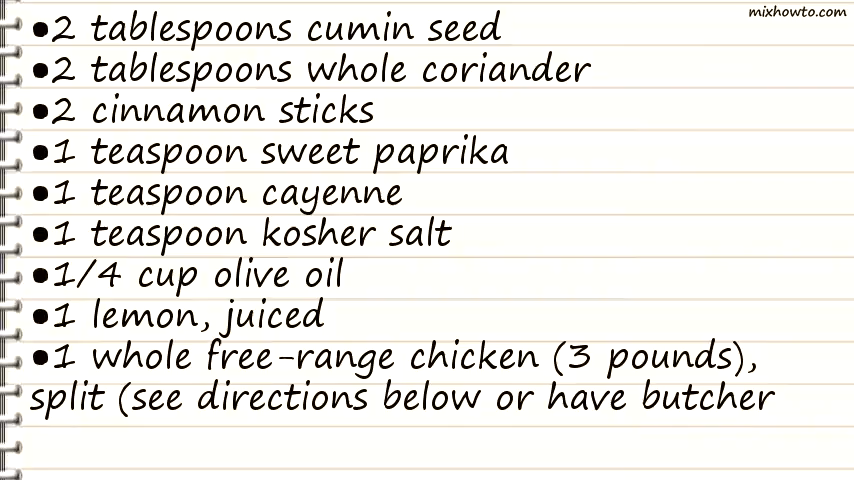 mixhowto.com
•2 tablespoons cumin seed
•2 tablespoons whole coriander
•2 cinnamon sticks
•1 teaspoon sweet paprika
•1 teaspoon cayenne
•1 teaspoon kosher salt
•1/4 cup olive oil
•1 lemon, juiced
•1 whole free-range chicken (3 pounds),
split (see directions below or have butcher